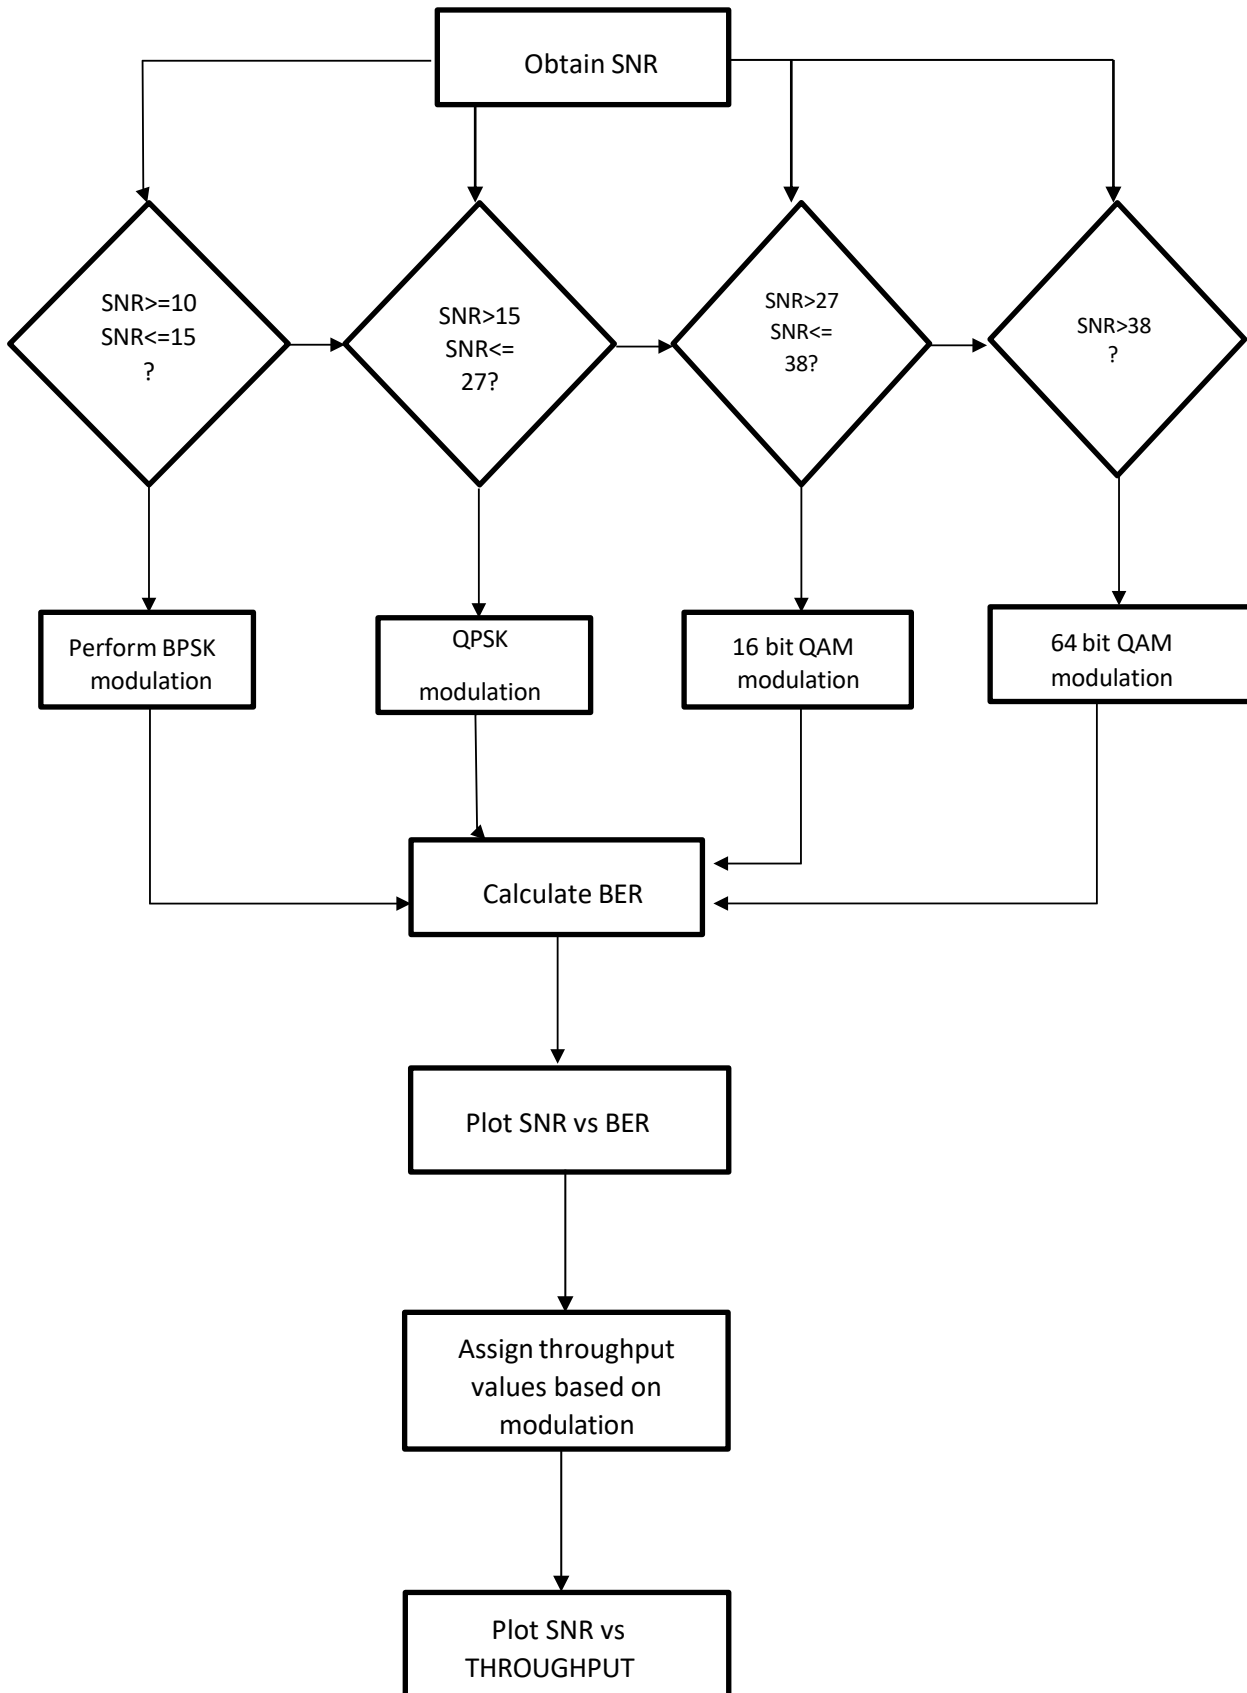 Obtain SNR
SNR>=10
SNR<=15
?
SNR>15
SNR<=
27?
SNR>27
SNR<=
38?
SNR>38
?
Perform BPSK
modulation
QPSK
modulation
16 bit QAM
modulation
64 bit QAM
modulation
Calculate BER
Plot SNR vs BER
Assign throughput
values based on
modulation
Plot SNR vs
THROUGHPUT